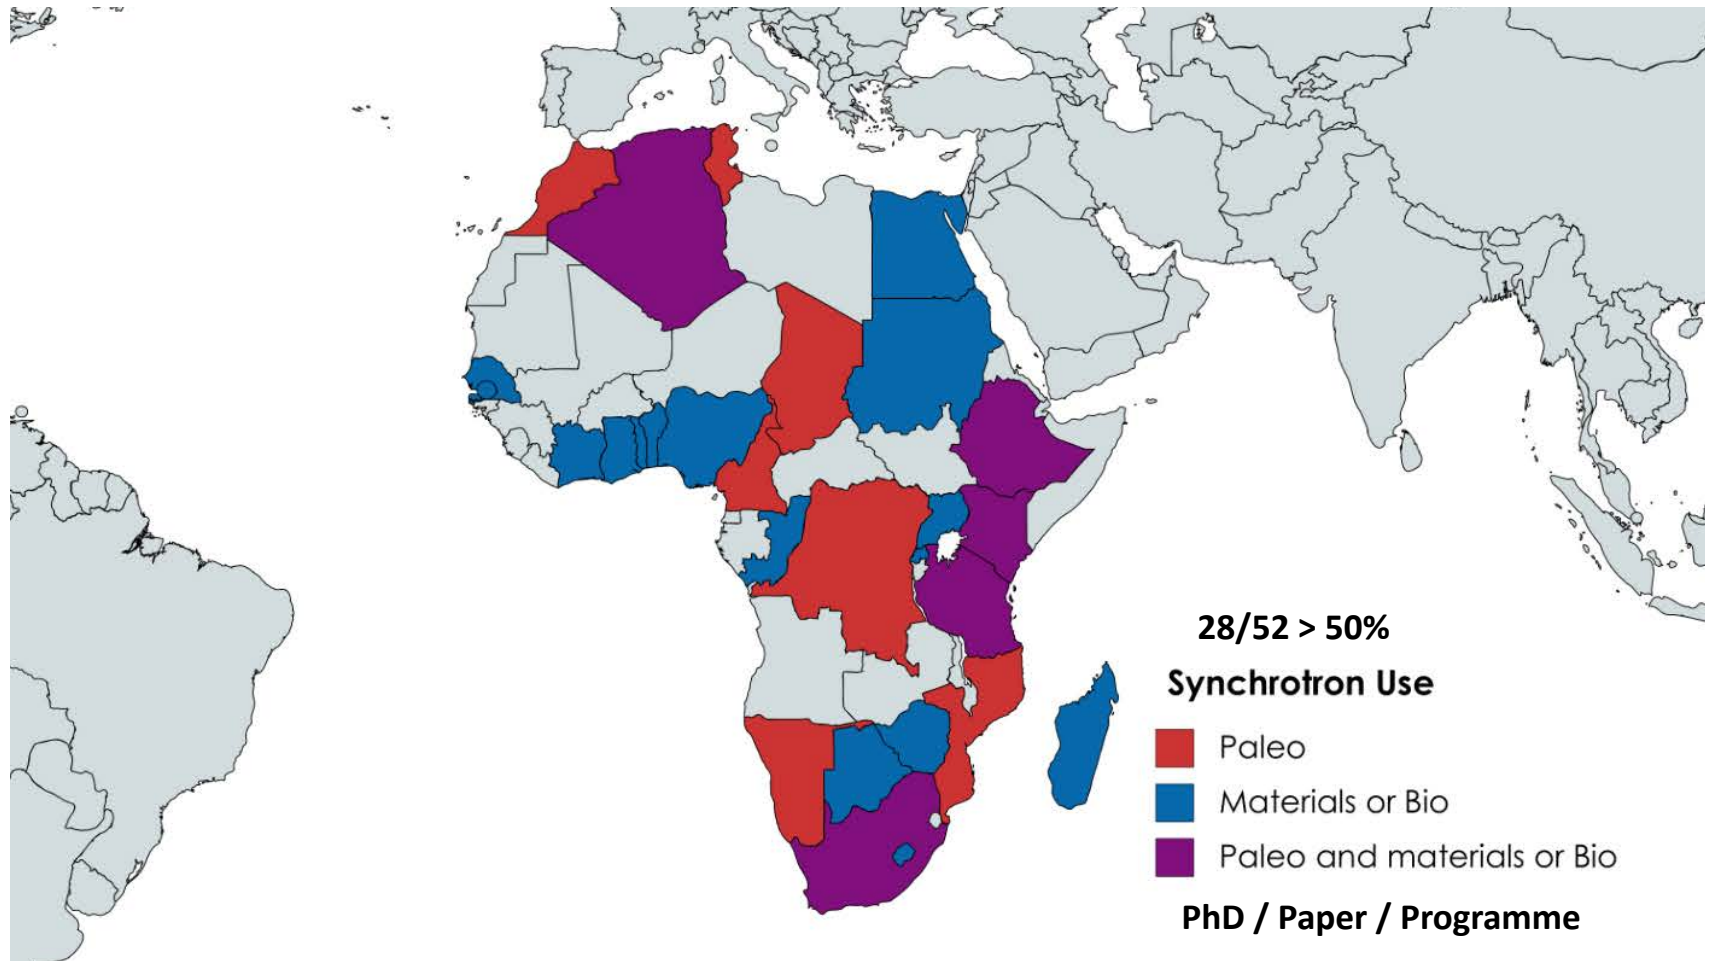 28/52 > 50%
Synchrotron Use
Paleo
Materials or Bio
Paleo and materials or Bio
PhD / Paper / Programme